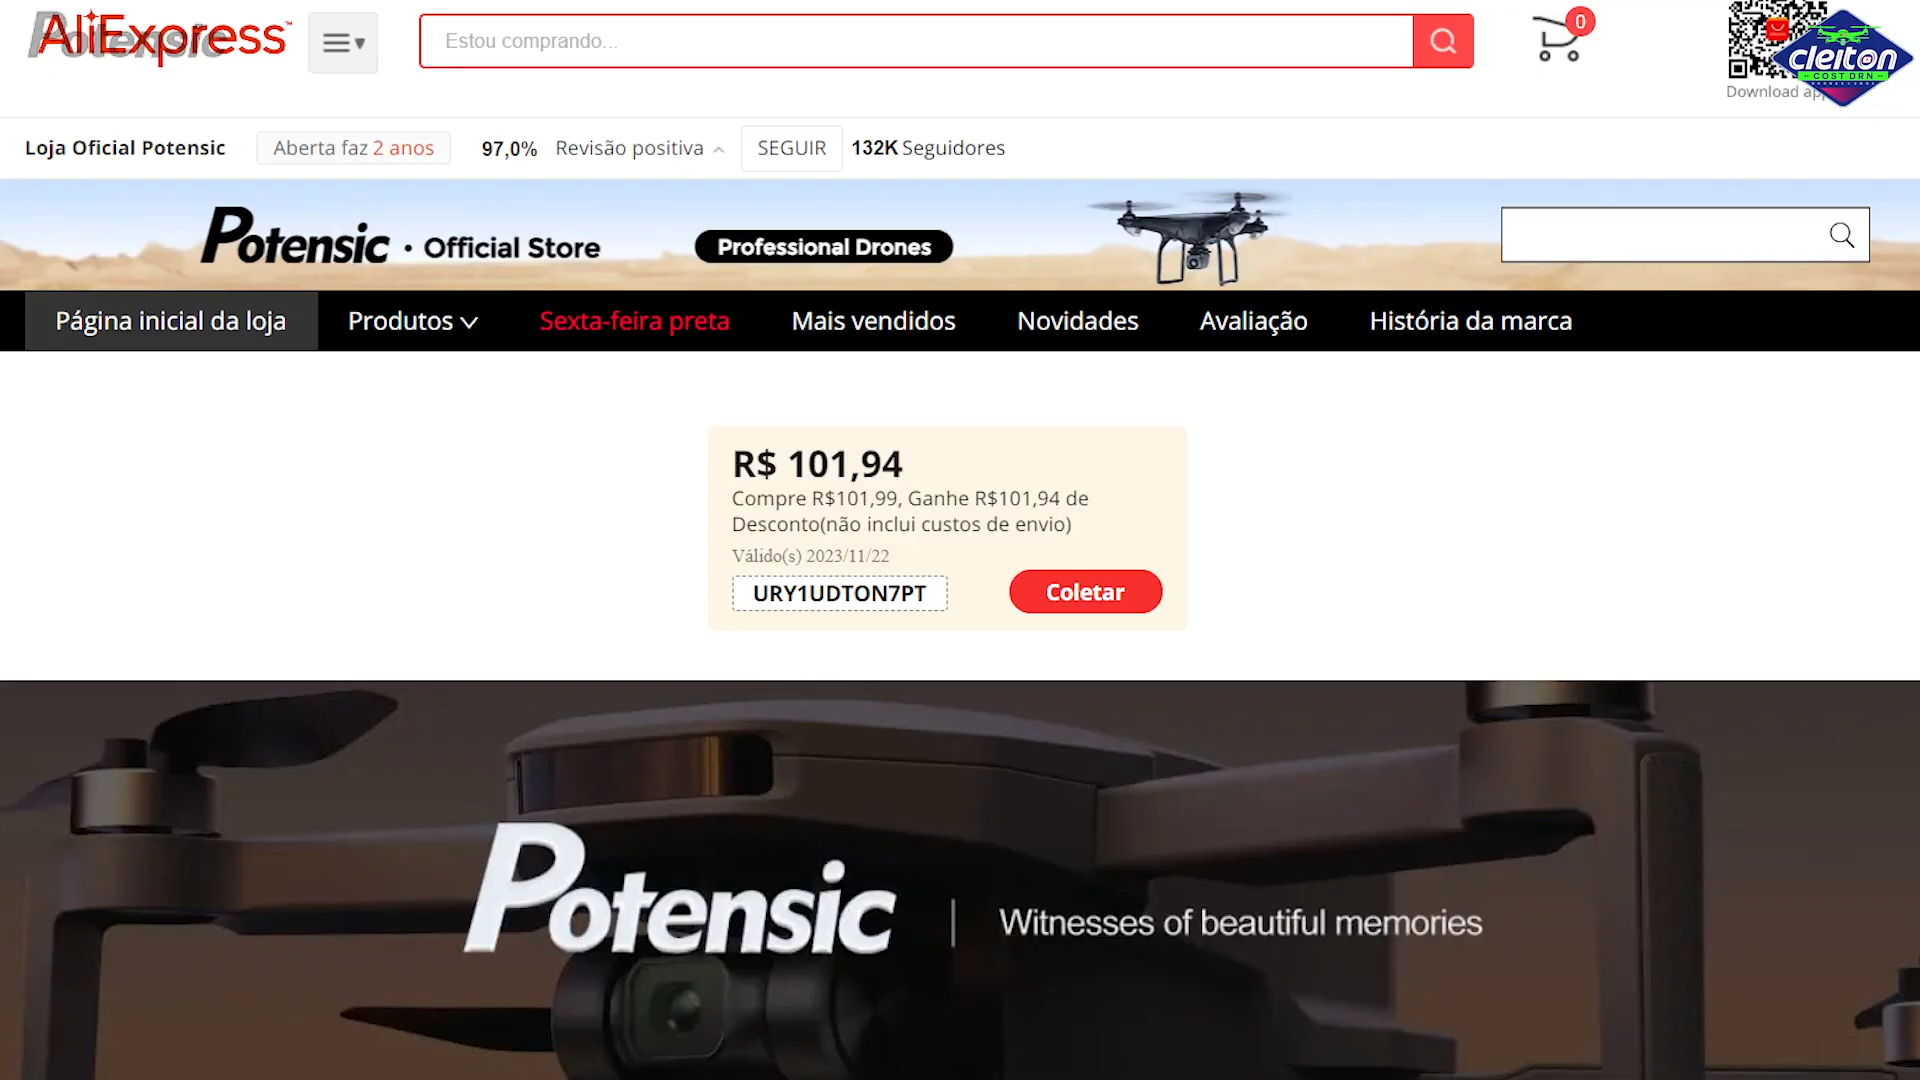 AliExpress
Potensic
Estou comprando...
0
cleiton
COST DRN
Download app
Loja Oficial Potensic
Aberta faz 2 anos
97,0% Revisão positiva
SEGUIR
132K Seguidores
Potensic · Official Store
Professional Drones
Página inicial da loja
Produtos
Sexta-feira preta
Mais vendidos
Novidades
Avaliação
História da marca
R$ 101,94
Compre R$101,99, Ganhe R$101,94 de
Desconto(não inclui custos de envio)
Válido(s) 2023/11/22
URY1UDTON7PT
Coletar
Potensic | Witnesses of beautiful memories